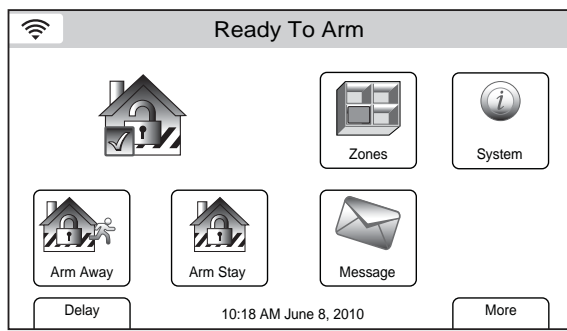 Ready To Arm
Zones
System
Arm Away
Arm Stay
Message
Delay
10:18 AM June 8, 2010
More